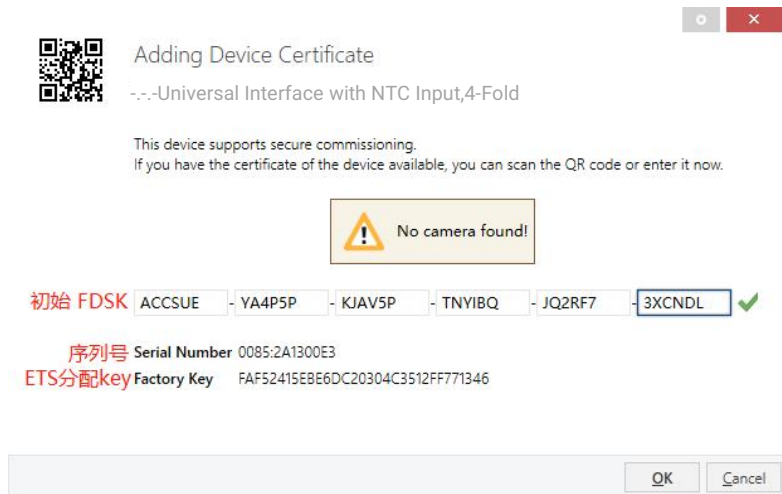 Adding Device Certificate
-.-.-Universal Interface with NTC Input,4-Fold
This device supports secure commissioning.
If you have the certificate of the device available, you can scan the QR code or enter it now.
No camera found!
初始 FDSK ACCSUE - YA4P5P - KJAV5P - TNYIBQ - JQ2RF7 - 3XCNDL
序列号 Serial Number 0085:2A1300E3
ETS分配key Factory Key FAF52415EBE6DC20304C3512FF771346
OK Cancel